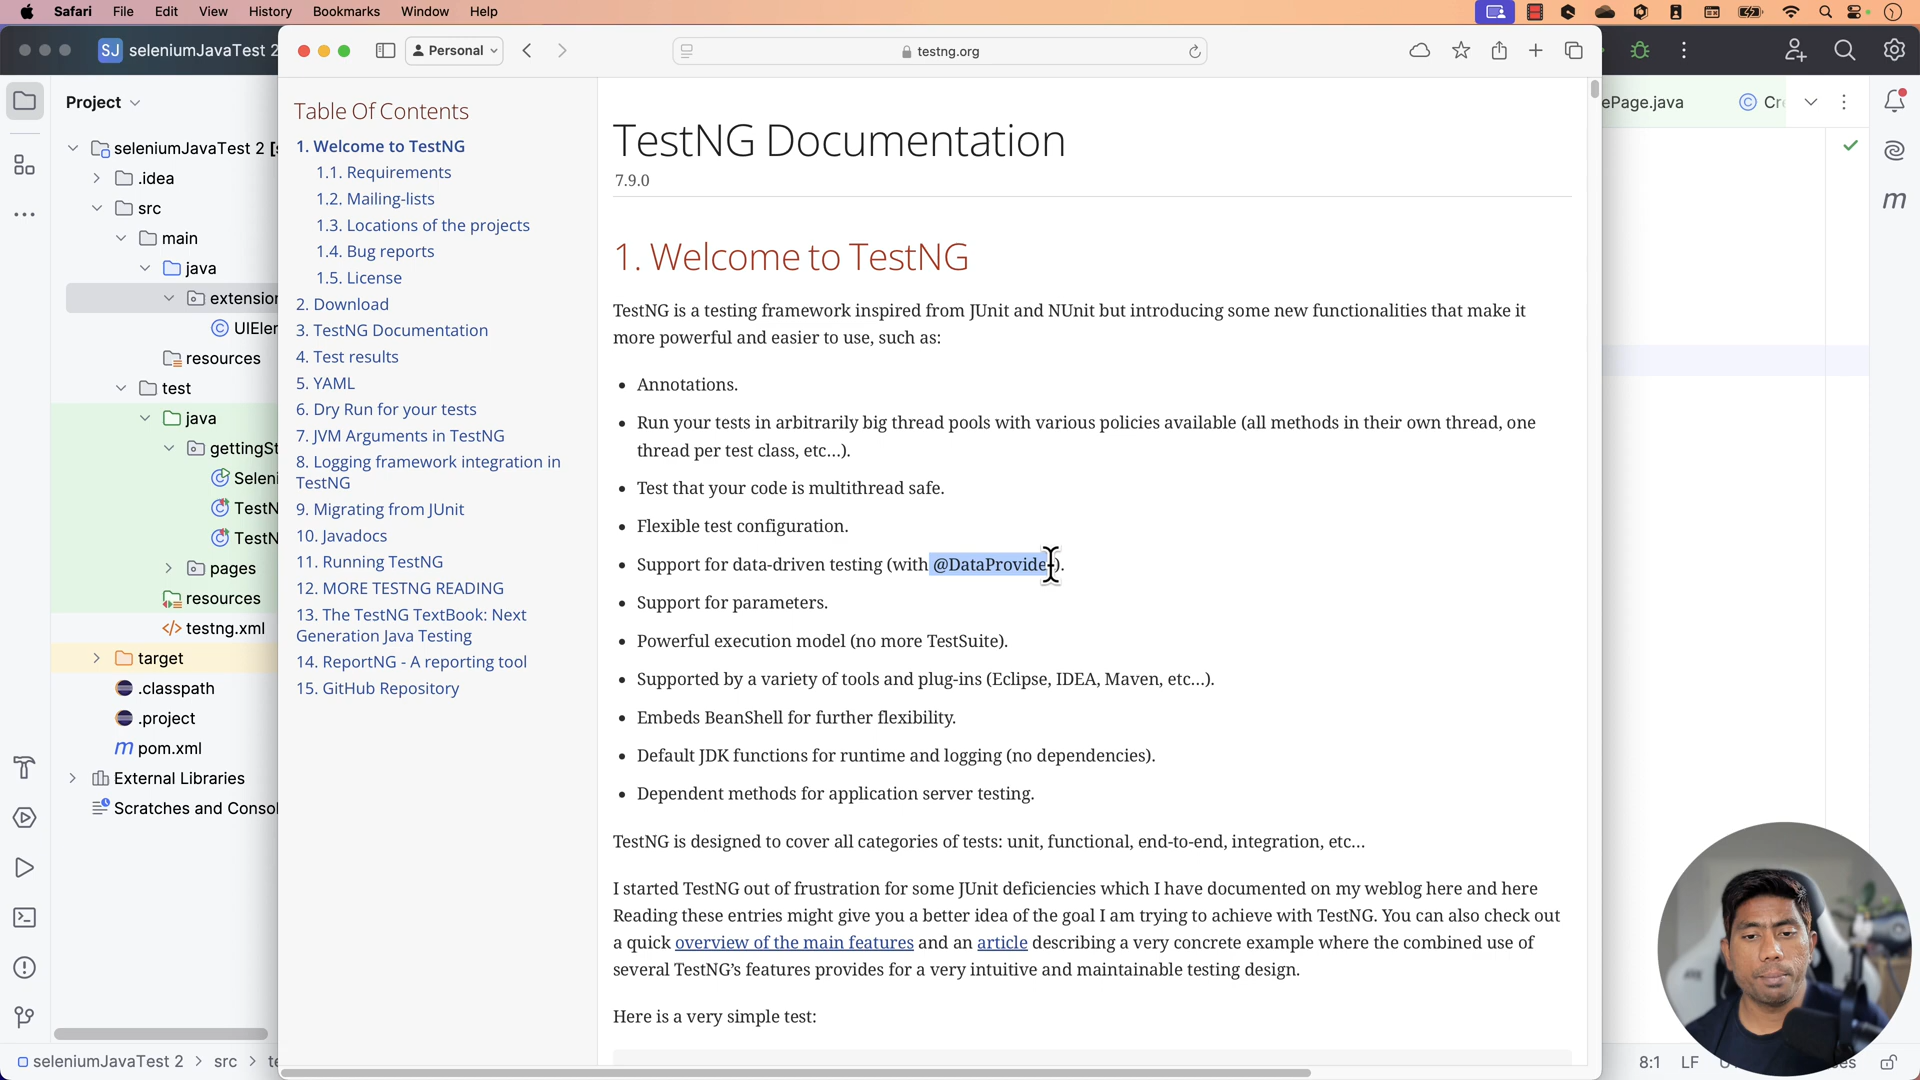 Safari File Edit View History Bookmarks Window Help
SJ seleniumJavaTest 2
Personal
testng.org
ePage.java
Project
seleniumJavaTest 2
.idea
src
main
java
extension
resources
test
java
resources
testng.xml
pages
target
.classpath
.project
pom.xml
External Libraries
Scratches and Consol
Table Of Contents
1. Welcome to TestNG
1.1. Requirements
1.2. Mailing-lists
1.3. Locations of the projects
1.4. Bug reports
1.5. License
2. Download
3. TestNG Documentation
4. Test results
5. YAML
6. Dry Run for your tests
7. JVM Arguments in TestNG
8. Logging framework integration in
TestNG
9. Migrating from JUnit
10. Javadocs
11. Running TestNG
12. MORE TESTNG READING
13. The TestNG TextBook: Next
Generation Java Testing
14. ReportNG - A reporting tool
15. GitHub Repository
TestNG Documentation
7.9.0
1. Welcome to TestNG
TestNG is a testing framework inspired from JUnit and NUnit but introducing some new functionalities that make it
more powerful and easier to use, such as:
• Annotations.
• Run your tests in arbitrarily big thread pools with various policies available (all methods in their own thread, one
thread per test class, etc...).
• Test that your code is multithread safe.
• Flexible test configuration.
• Support for data-driven testing (with @DataProvide).
• Support for parameters.
• Powerful execution model (no more TestSuite).
• Supported by a variety of tools and plug-ins (Eclipse, IDEA, Maven, etc...).
• Embeds BeanShell for further flexibility.
• Default JDK functions for runtime and logging (no dependencies).
• Dependent methods for application server testing.
TestNG is designed to cover all categories of tests: unit, functional, end-to-end, integration, etc...
I started TestNG out of frustration for some JUnit deficiencies which I have documented on my weblog here and here
Reading these entries might give you a better idea of the goal I am trying to achieve with TestNG. You can also check out
a quick overview of the main features and an article describing a very concrete example where the combined use of
several TestNG's features provides for a very intuitive and maintainable testing design.
Here is a very simple test:
seleniumJavaTest 2 > src >
8:1 LF